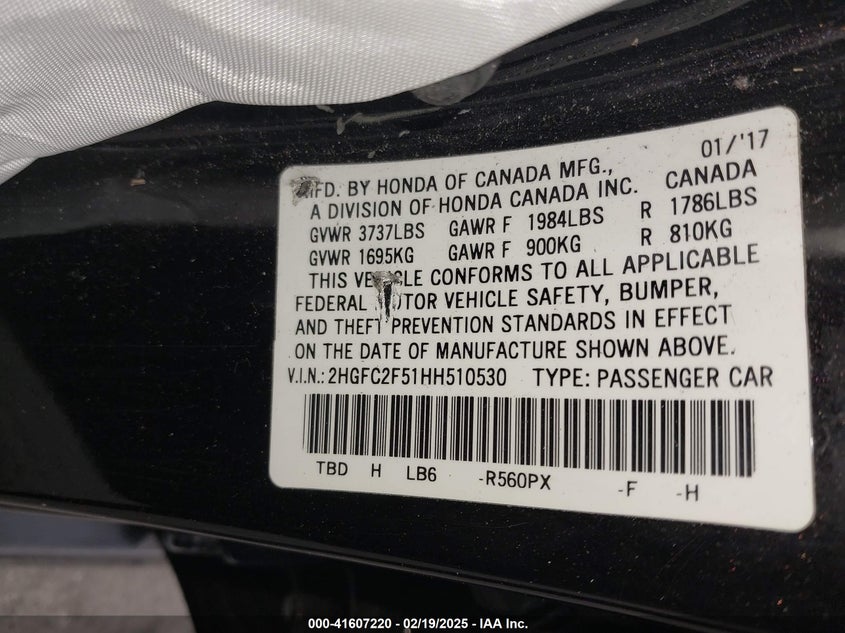 01/'17
MFD. BY HONDA OF CANADA MFG.,
A DIVISION OF HONDA CANADA INC. CANADA
GVWR 3737LBS GAWR F 1984LBS R 1786LBS
GVWR 1695KG GAWR F 900KG R 810KG
THIS VEHICLE CONFORMS TO ALL APPLICABLE
FEDERAL MOTOR VEHICLE SAFETY, BUMPER,
AND THEFT PREVENTION STANDARDS IN EFFECT
ON THE DATE OF MANUFACTURE SHOWN ABOVE.
V.I.N.: 2HGFC2F51HH510530 TYPE: PASSENGER CAR
TBD H LB6 -R560PX -F -H
000-41607220 - 02/19/2025 - IAA Inc.